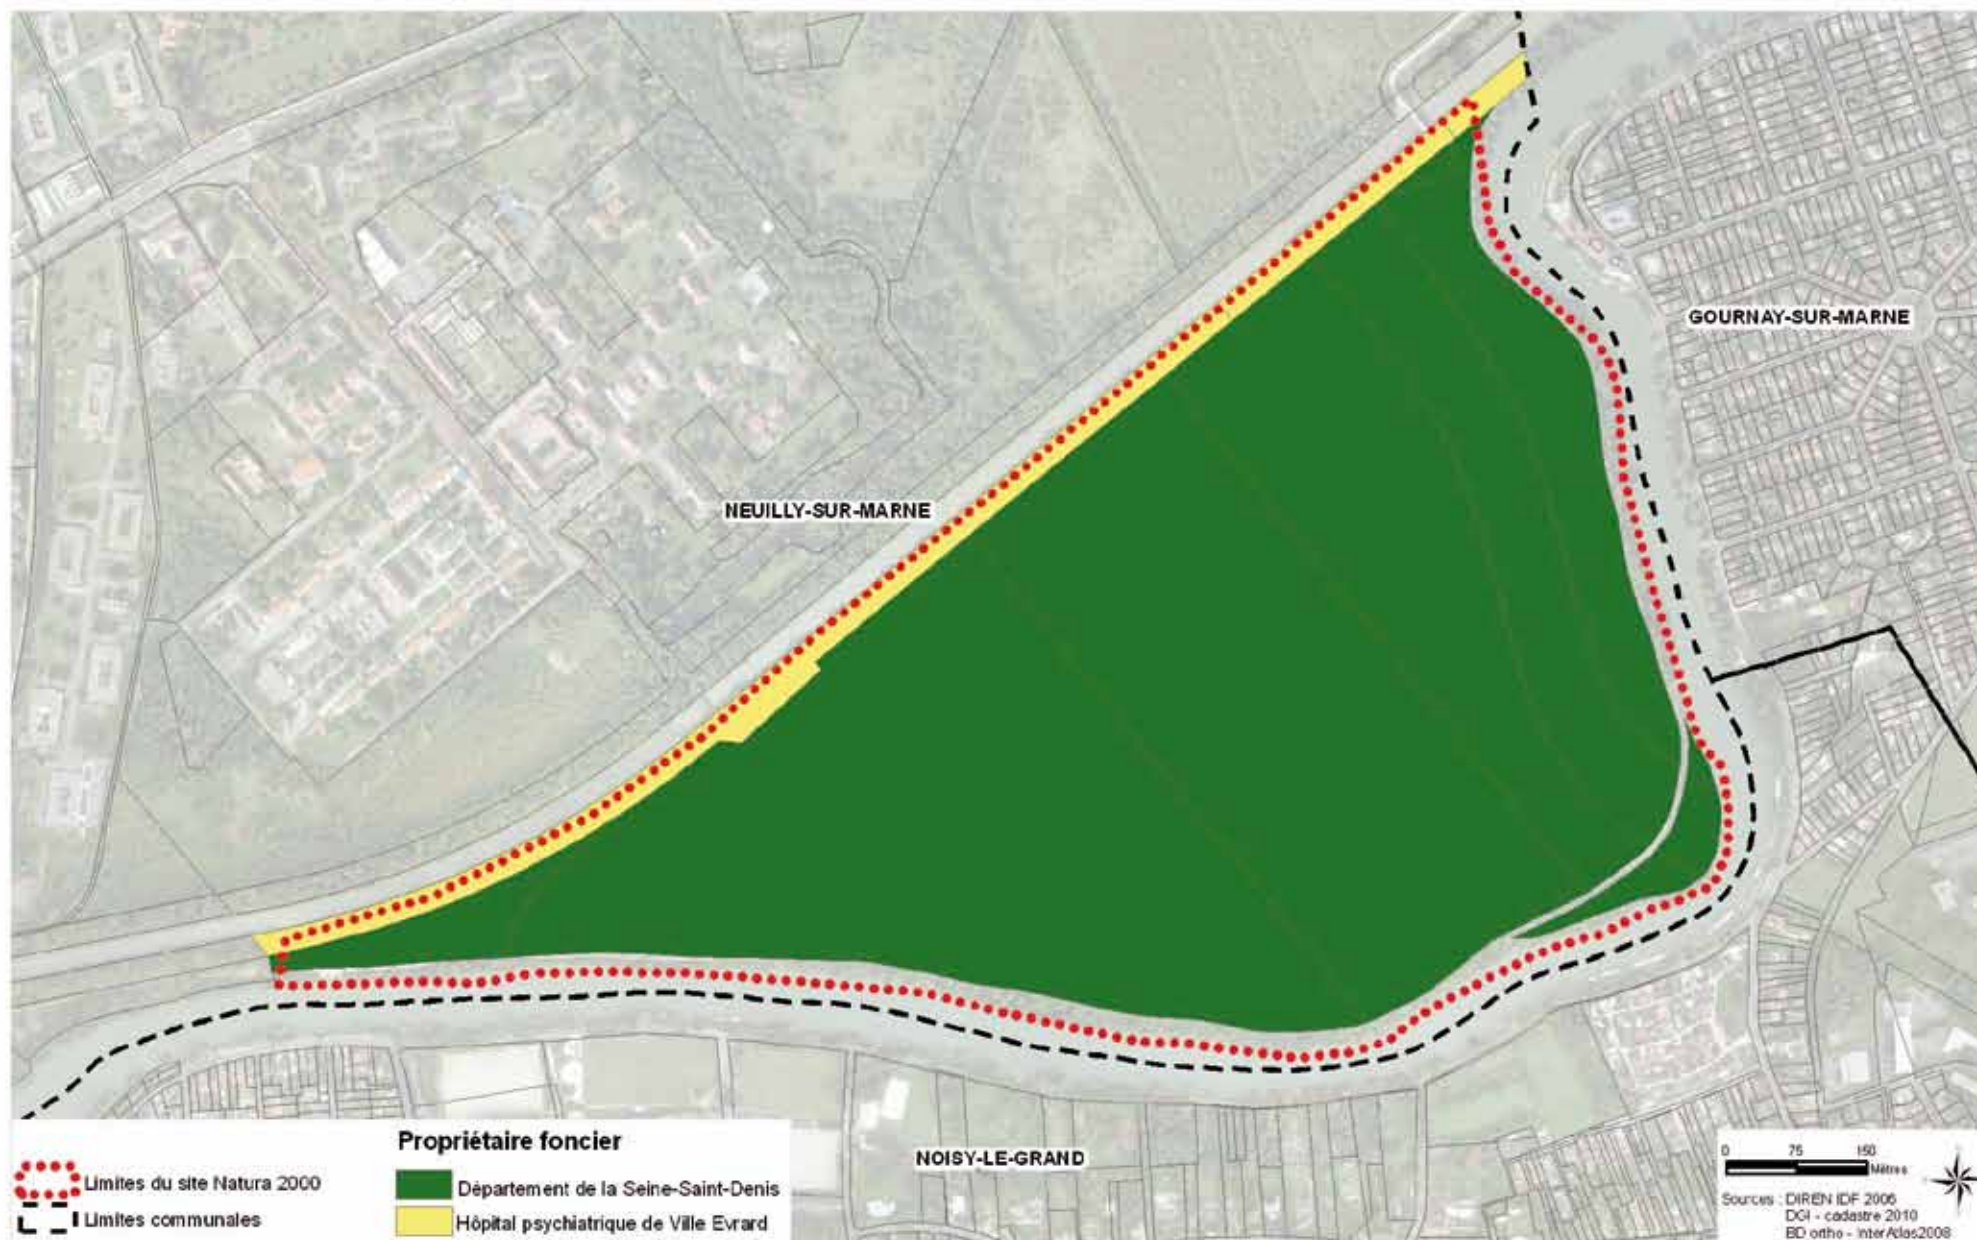 GOURNAY-SUR-MARNE
NEUILLY-SUR-MARNE
NOISY-LE-GRAND
Propriétaire foncier
Limites du site Natura 2000
Limites communales
Département de la Seine-Saint-Denis
Hôpital psychiatrique de Ville Evrard
0 75 150
Mètres
Sources : DIREN IDF 2006
DGI - cadastre 2010
BD ortho - InterAtlas2008